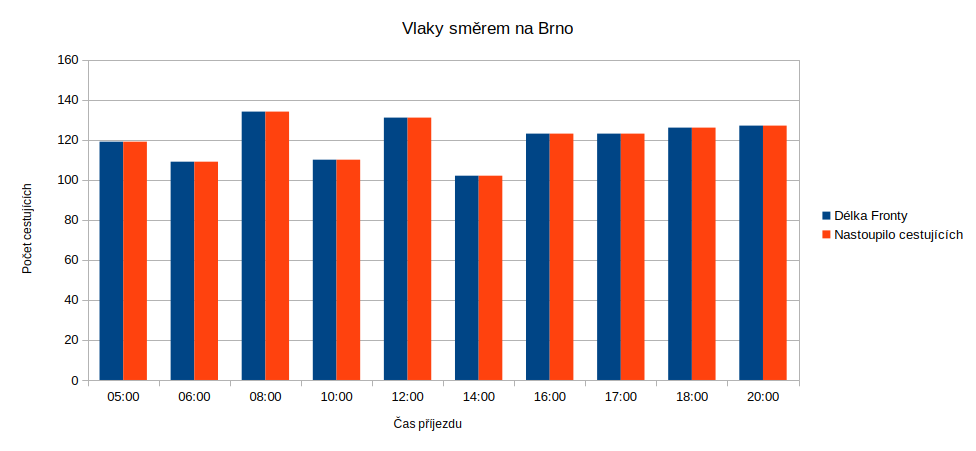 Vlaky směrem na Brno
160
140
120
100
80
60
40
20
0
Počet cestujících
05:00 06:00 08:00 10:00 12:00 14:00 16:00 17:00 18:00 20:00
Čas příjezdu
Délka Fronty
Nastoupilo cestujících